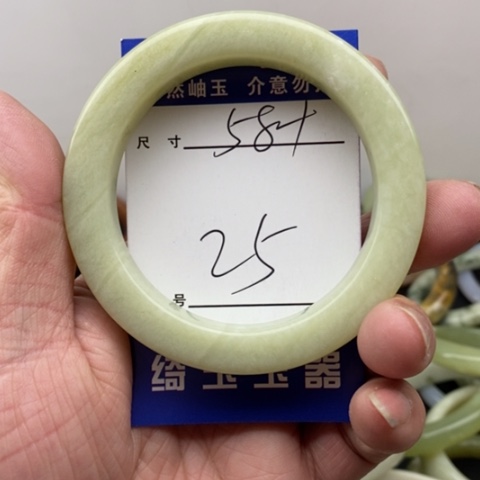 然岫玉 介意勿
尺 寸 584
25
号
绮 玉 玉 器